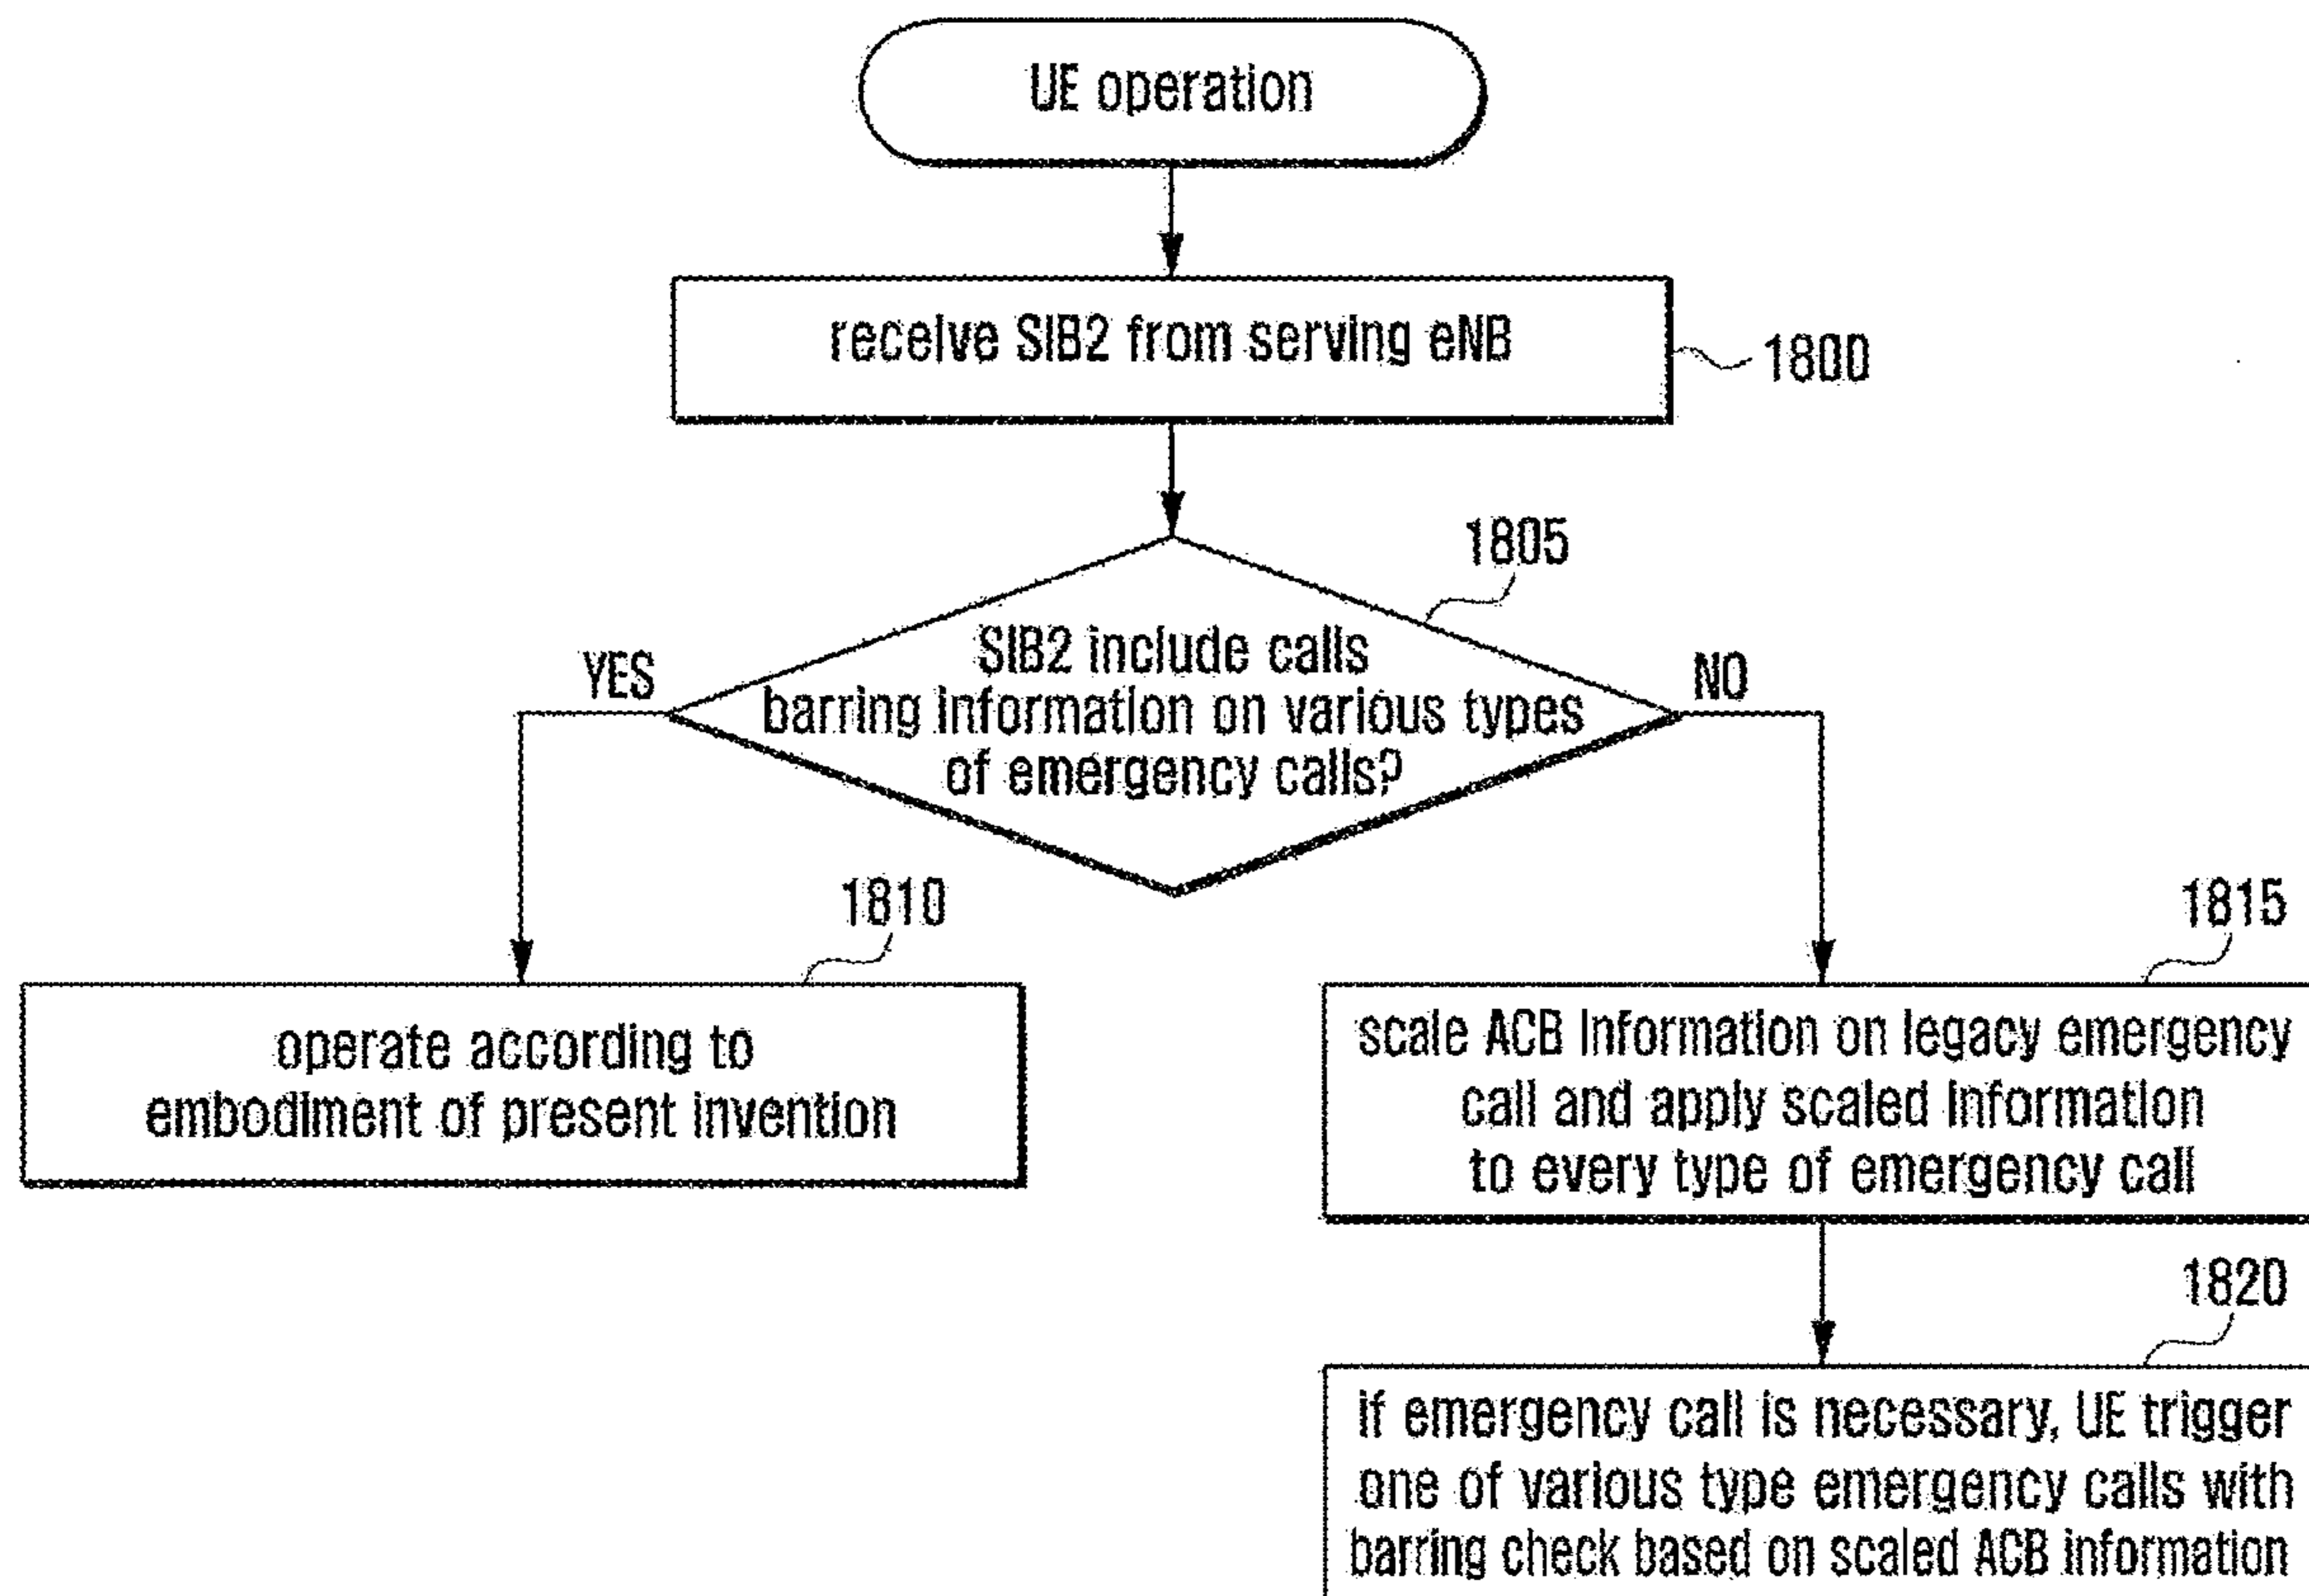 UE operation
receive SIB2 from serving eNB
1800
1805
SIB2 include calls
barring information on various types
of emergency calls?
YES
NO
1810
operate according to
embodiment of present invention
1815
scale ACB information on legacy emergency
call and apply scaled information
to every type of emergency call
1820
if emergency call is necessary, UE trigger
one of various type emergency calls with
barring check based on scaled ACB information